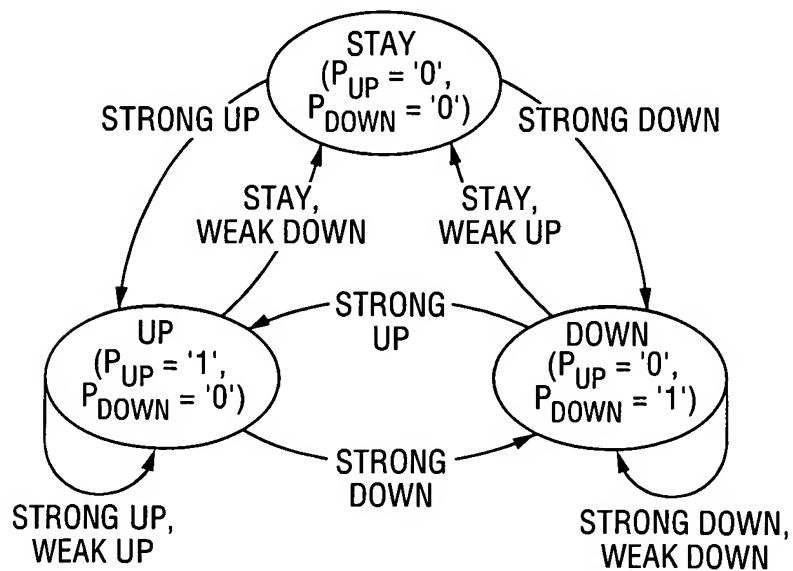 STAY
(P_UP = '0',
P_DOWN = '0')
STRONG UP
STRONG DOWN
STAY,
WEAK DOWN
STAY,
WEAK UP
STRONG
UP
UP
(P_UP = '1',
P_DOWN = '0')
DOWN
(P_UP = '0',
P_DOWN = '1')
STRONG
DOWN
STRONG UP,
WEAK UP
STRONG DOWN,
WEAK DOWN